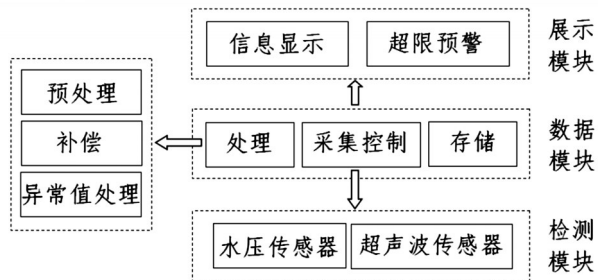 信息显示
超限预警
展示
模块
预处理
补偿
异常值处理
处理
采集控制
存储
数据
模块
水压传感器
超声波传感器
检测
模块